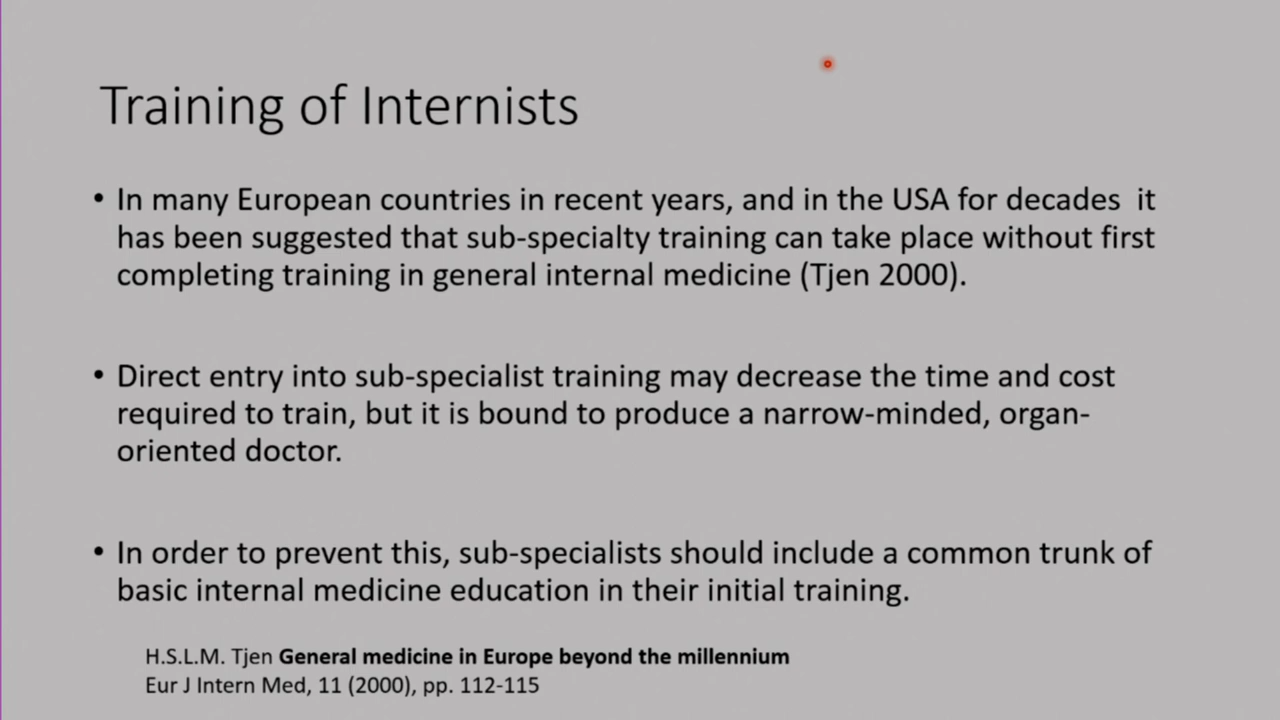 Training of Internists
• In many European countries in recent years, and in the USA for decades  it
has been suggested that sub-specialty training can take place without first
completing training in general internal medicine (Tjen 2000).
• Direct entry into sub-specialist training may decrease the time and cost
required to train, but it is bound to produce a narrow-minded, organ-
oriented doctor.
• In order to prevent this, sub-specialists should include a common trunk of
basic internal medicine education in their initial training.
H.S.L.M. Tjen General medicine in Europe beyond the millennium
Eur J Intern Med, 11 (2000), pp. 112-115